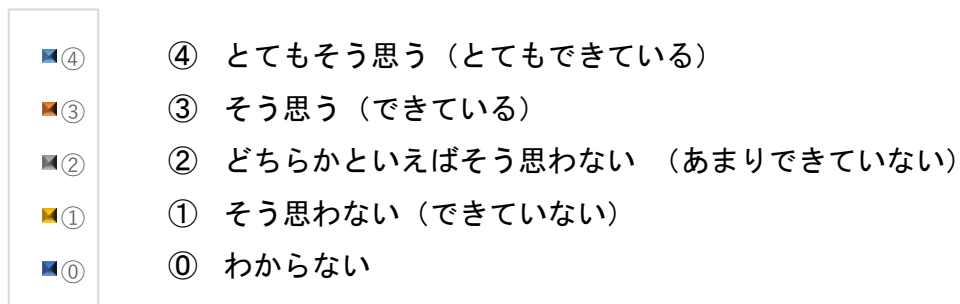 ④ ④ とてもそう思う（とてもできている）
③ ③ そう思う（できている）
② ② どちらかといえばそう思わない （あまりできていない）
① ① そう思わない（できていない）
⓪ ⓪ わからない